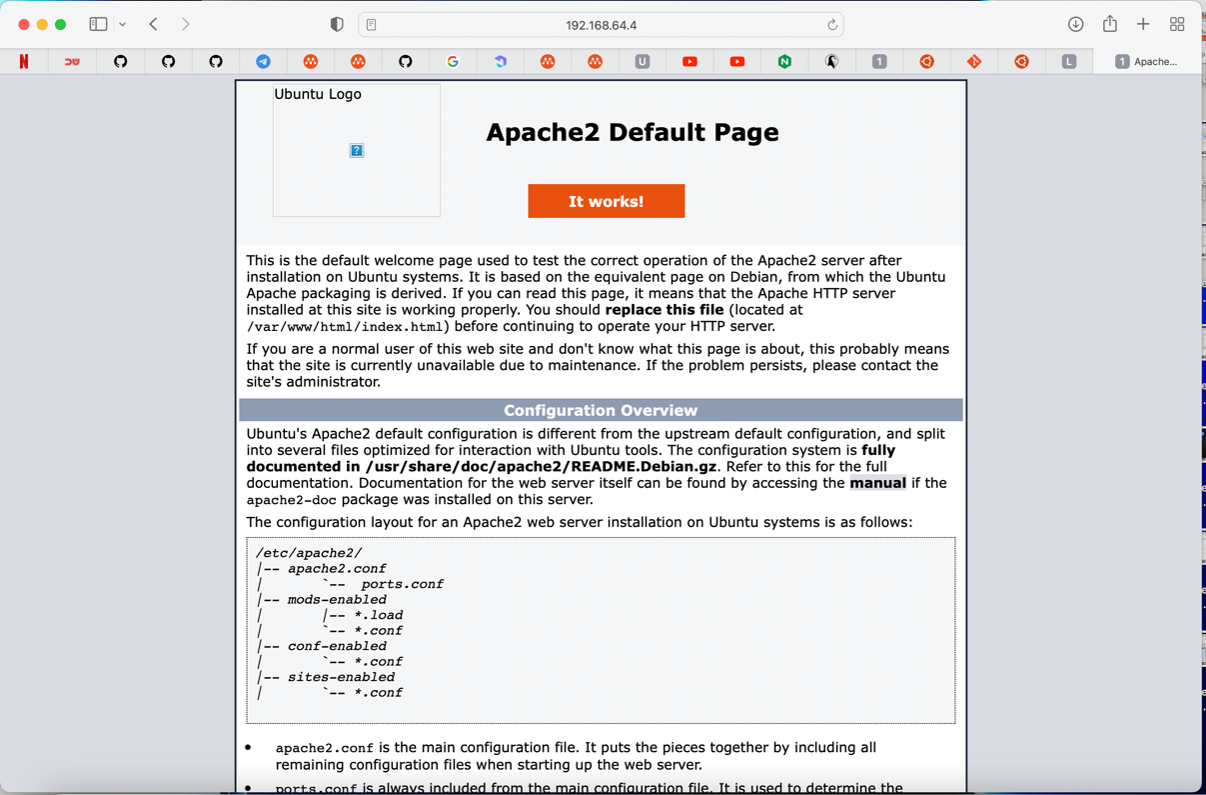 192.168.64.4
Apache...
Ubuntu Logo
Apache2 Default Page
It works!
This is the default welcome page used to test the correct operation of the Apache2 server after
installation on Ubuntu systems. It is based on the equivalent page on Debian, from which the Ubuntu
Apache packaging is derived. If you can read this page, it means that the Apache HTTP server
installed at this site is working properly. You should replace this file (located at
/var/www/html/index.html) before continuing to operate your HTTP server.
If you are a normal user of this web site and don't know what this page is about, this probably means
that the site is currently unavailable due to maintenance. If the problem persists, please contact the
site's administrator.
Configuration Overview
Ubuntu's Apache2 default configuration is different from the upstream default configuration, and split
into several files optimized for interaction with Ubuntu tools. The configuration system is fully
documented in /usr/share/doc/apache2/README.Debian.gz. Refer to this for the full
documentation. Documentation for the web server itself can be found by accessing the manual if the
apache2-doc package was installed on this server.
The configuration layout for an Apache2 web server installation on Ubuntu systems is as follows:
/etc/apache2/
|-- apache2.conf
|       `--  ports.conf
|-- mods-enabled
|       |-- *.load
|       `-- *.conf
|-- conf-enabled
|       `-- *.conf
|-- sites-enabled
|       `-- *.conf
• apache2.conf is the main configuration file. It puts the pieces together by including all
remaining configuration files when starting up the web server.
• ports.conf is always included from the main configuration file. It is used to determine the